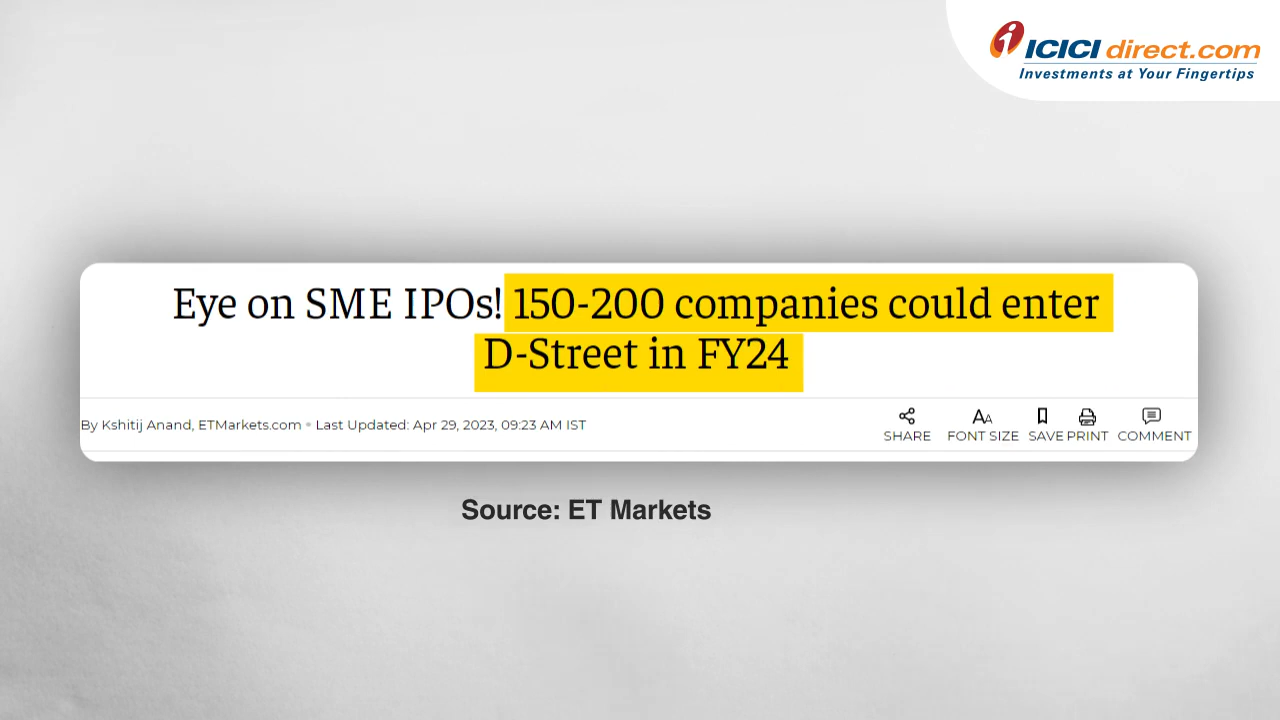 ICICI direct.com
Investments at Your Fingertips
Eye on SME IPOs! 150-200 companies could enter
D-Street in FY24
By Kshitij Anand, ETMarkets.com • Last Updated: Apr 29, 2023, 09:23 AM IST
SHARE FONT SIZE SAVE PRINT COMMENT
Source: ET Markets